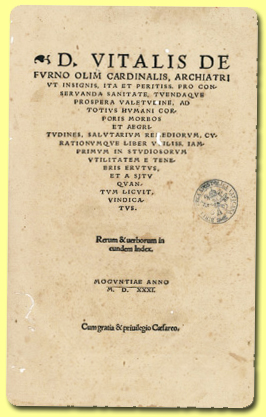 D. VITALIS DE
FVRNO OLIM CARDINALIS, ARCHIATRI
VT INSIGNIS, ITA ET PERITISS. PRO CON-
SERVANDA SANITATE, TVENDAQVE
PROSPERA VALETVDINE, AD
TOTIVS HVMANI COR-
PORIS MORBOS
ET AEGRI-
TVDINES, SALVTARIVM REMEDIORVM, CV-
RATIONVMQVE LIBER VTILISS. IAM-
PRIMVM IN STVDIOSORVM
VTILITATEM E TENE-
BRIS ERVTVS,
ET A SITV
QVAN-
TVM LICVIT,
VINDICA-
TVS.
Rerum & uerborum in
eundem Index.
MOGVNTIAE ANNO
M. D. XXXI.
Cum gratia & priuilegio Cæsareo.